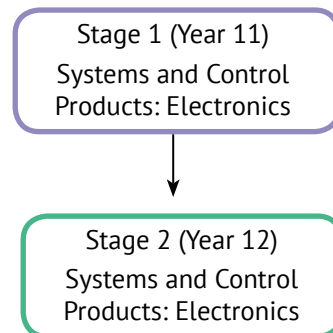 Stage 1 (Year 11)
Systems and Control
Products: Electronics
Stage 2 (Year 12)
Systems and Control
Products: Electronics